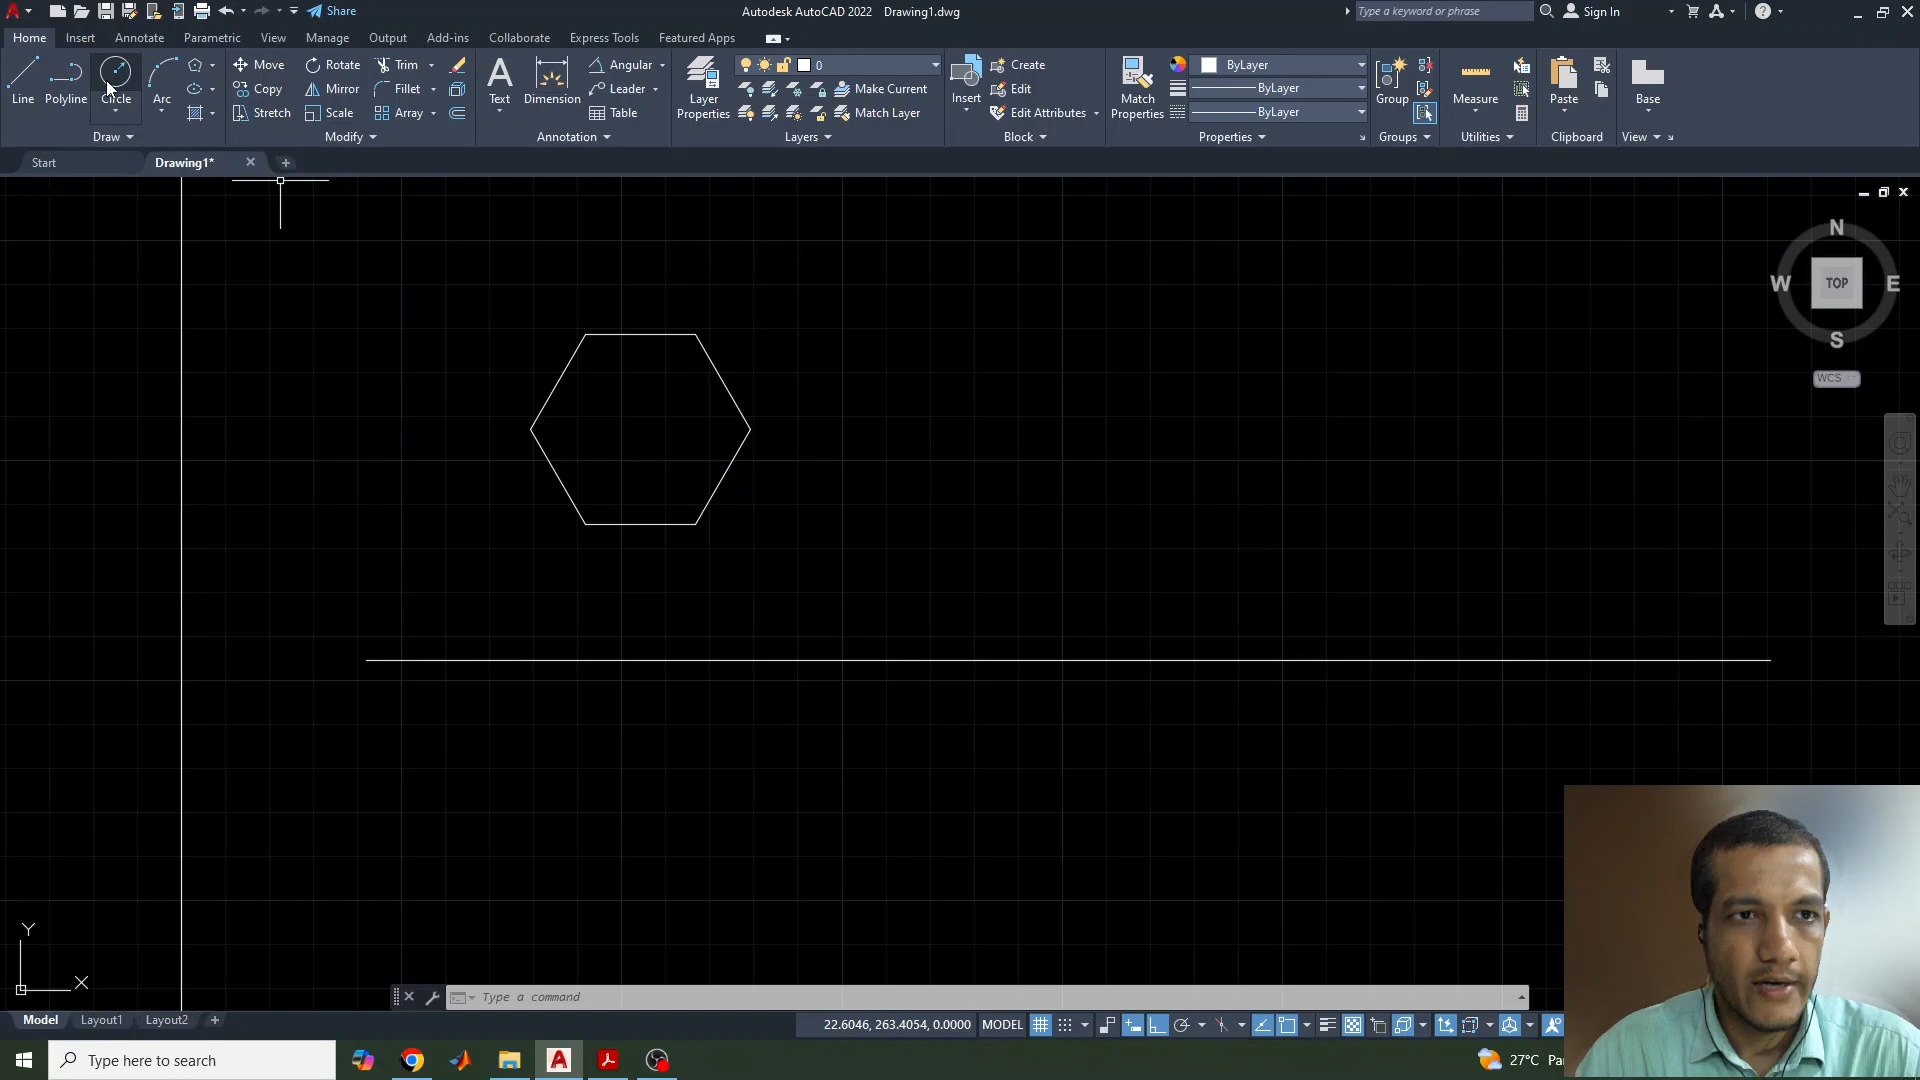 Share
Autodesk AutoCAD 2022 Drawing1.dwg
Type a keyword or phrase
Sign In
Home Insert Annotate Parametric View Manage Output Add-ins Collaborate Express Tools Featured Apps
Line Polyline Circle Arc
Draw
Move Rotate Trim
Copy Mirror Fillet
Stretch Scale Array
Modify
Text Dimension
Angular
Leader
Table
Annotation
Layer Properties
0
Make Current
Match Layer
Layers
Insert
Create
Edit
Edit Attributes
Block
Match Properties
ByLayer
ByLayer
ByLayer
Properties
Group
Groups
Measure
Utilities
Paste
Clipboard
Base
View
Start Drawing1*
N
W TOP E
S
WCS
Y
X
Type a command
Model Layout1 Layout2
22.6046, 263.4054, 0.0000 MODEL
Type here to search
27°C